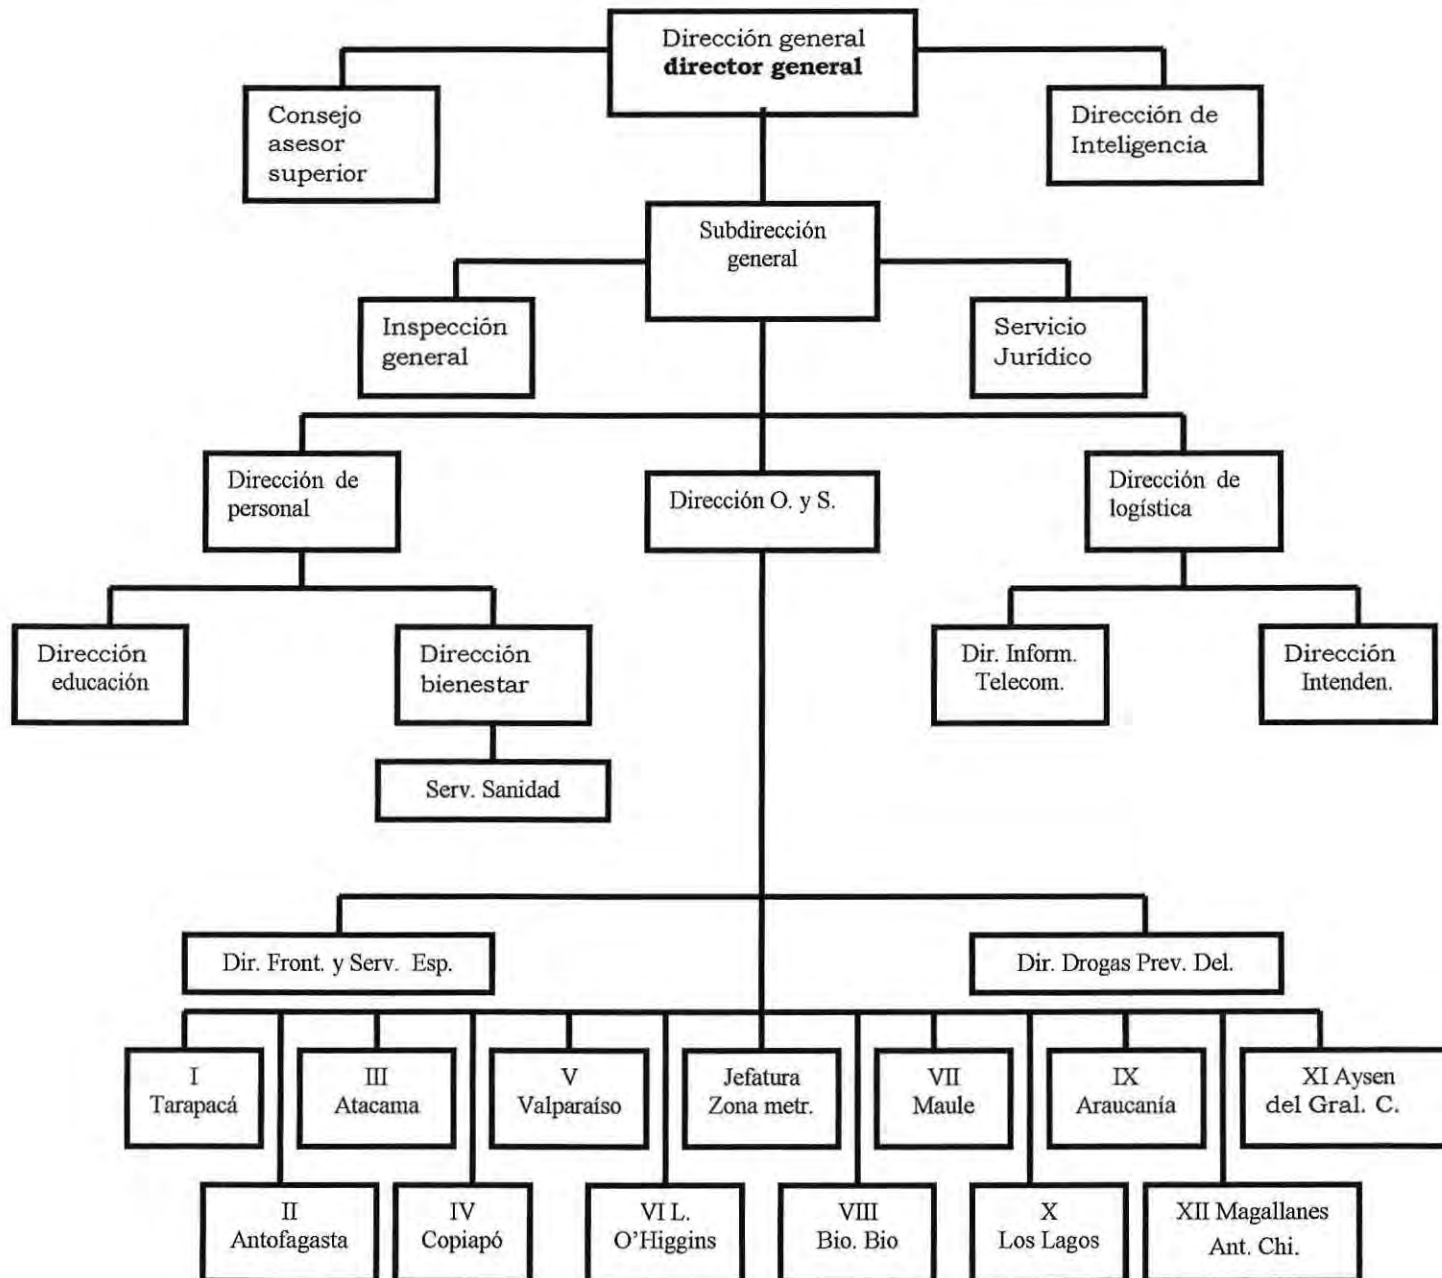 Dirección general
director general
Consejo
asesor
superior
Dirección de
Inteligencia
Subdirección
general
Inspección
general
Servicio
Jurídico
Dirección de
personal
Dirección O. y S.
Dirección de
logística
Dirección
educación
Dirección
bienestar
Dir. Inform.
Telecom.
Dirección
Intenden.
Serv. Sanidad
Dir. Front. y Serv. Esp.
Dir. Drogas Prev. Del.
I
Tarapacá
III
Atacama
V
Valparaíso
Jefatura
Zona metr.
VII
Maule
IX
Araucanía
XI Aysen
del Gral. C.
II
Antofagasta
IV
Copiapó
VI L.
O'Higgins
VIII
Bio. Bio
X
Los Lagos
XII Magallanes
Ant. Chi.